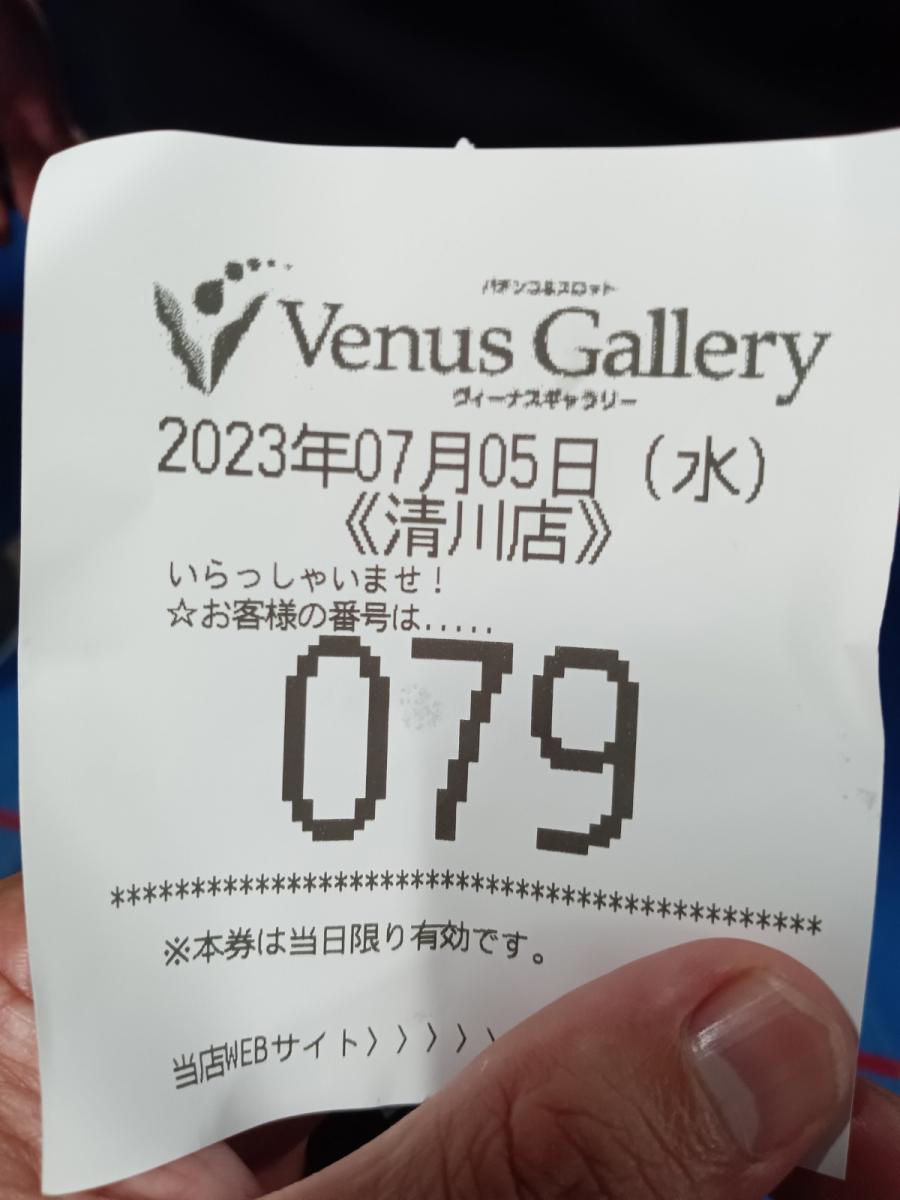 パチンコ&スロット
Venus Gallery
ヴィーナスギャラリー
2023年07月05日（水）
《清川店》
いらっしゃいませ！
☆お客様の番号は.....
079
*******************************************
※本券は当日限り有効です。
当店WEBサイト〉〉〉〉〉